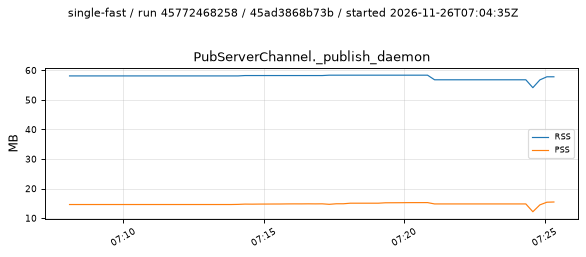 single-fast / run 45772468258 / 45ad3868b73b / started 2026-11-26T07:04:35Z
PubServerChannel._publish_daemon
MB
60
50
40
30
20
10
RSS
PSS
07:10
07:15
07:20
07:25